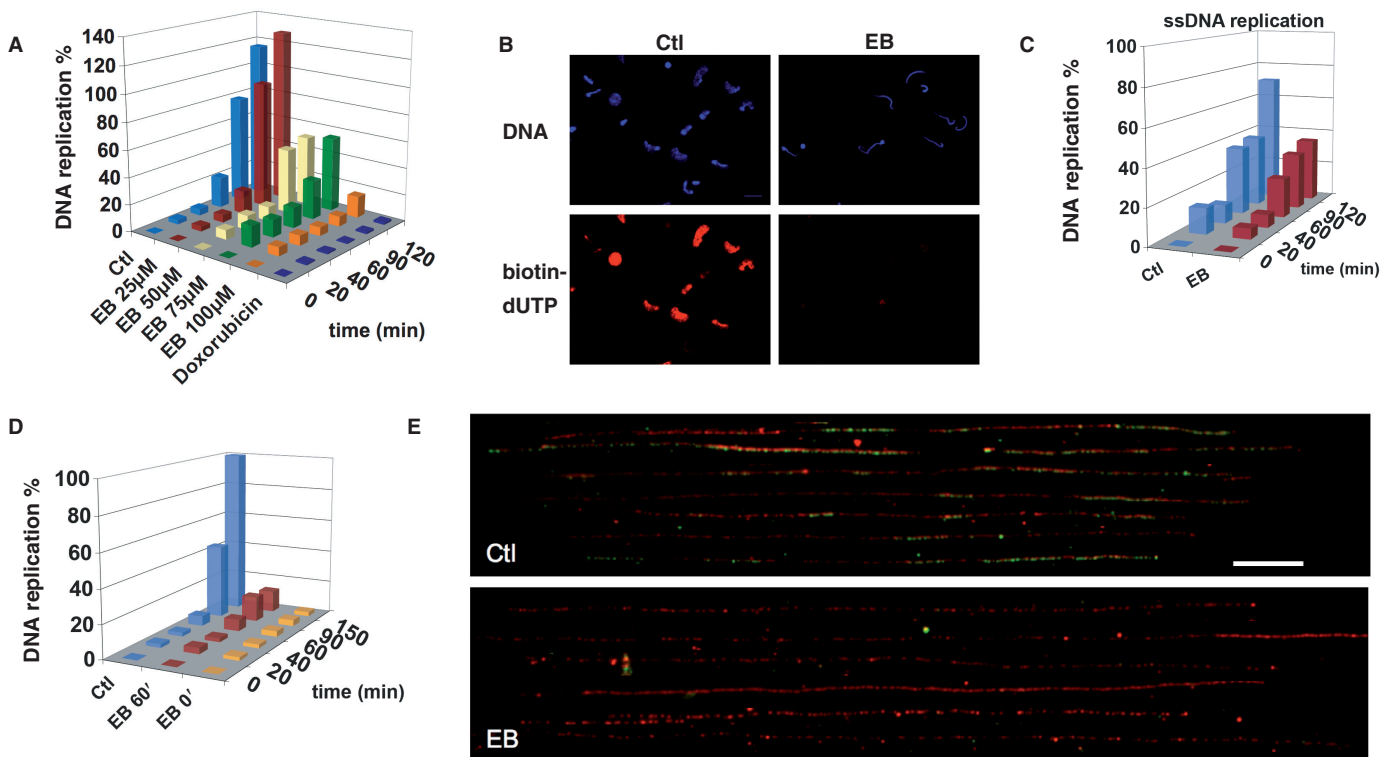 A
DNA replication %
140
120
100
80
60
40
20
0
Ctl
EB 25µM
EB 50µM
EB 75µM
EB 100µM
Doxorubicin
0
20
40
60
90
120
time (min)
B
Ctl
EB
DNA
biotin-
dUTP
C
ssDNA replication
DNA replication %
100
80
60
40
20
0
Ctl
EB
0
20
40
60
90
120
time (min)
D
DNA replication %
100
80
60
40
20
0
Ctl
EB 60'
EB 0'
0
20
40
60
90
150
time (min)
E
Ctl
EB